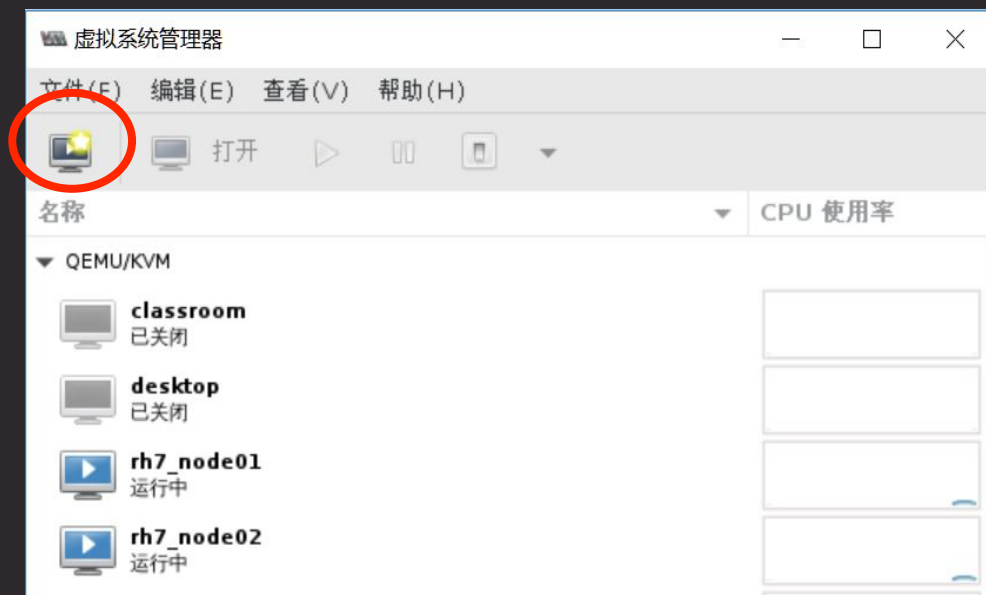 虚拟系统管理器
文件(F) 编辑(E) 查看(V) 帮助(H)
打开
名称 CPU 使用率
QEMU/KVM
classroom
已关闭
desktop
已关闭
rh7_node01
运行中
rh7_node02
运行中